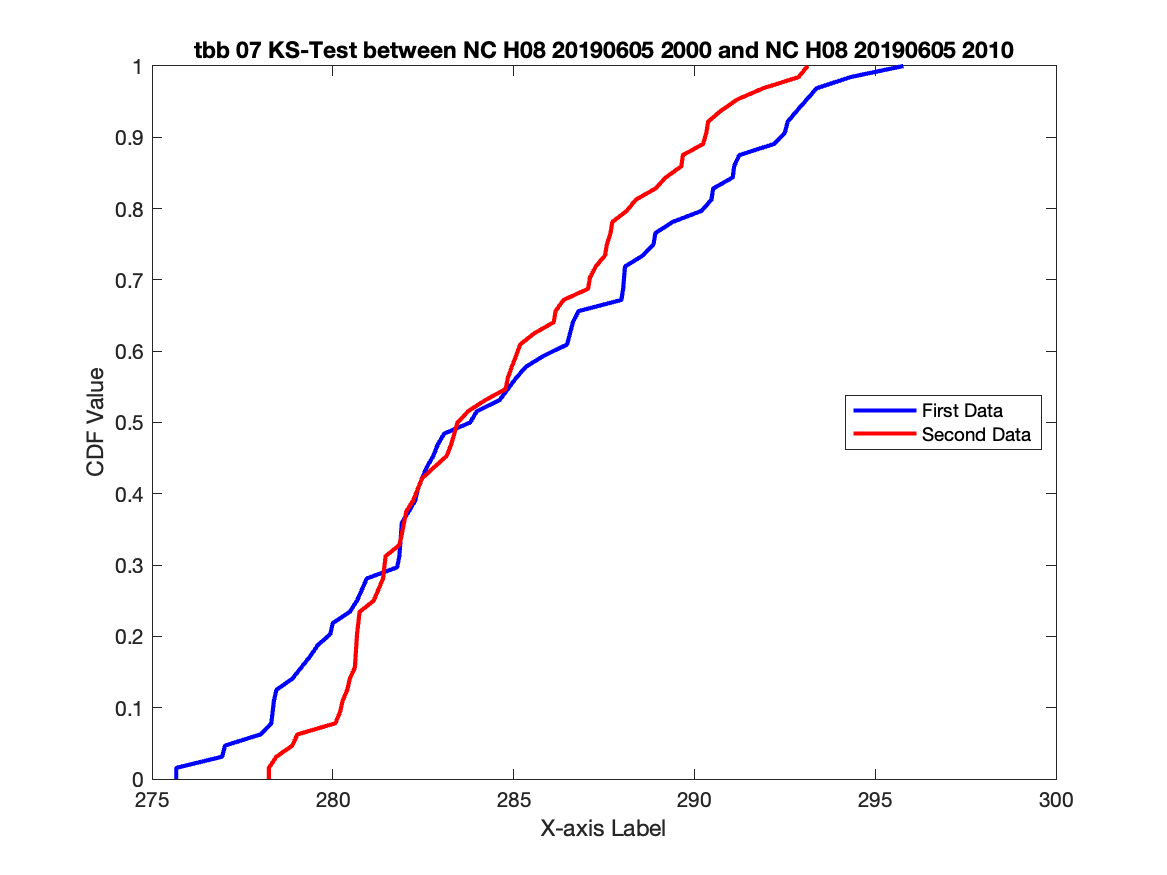 tbb 07 KS-Test between NC H08 20190605 2000 and NC H08 20190605 2010
1
0.9
0.8
0.7
0.6
0.5
0.4
0.3
0.2
0.1
0
CDF Value
First Data
Second Data
275 280 285 290 295 300
X-axis Label